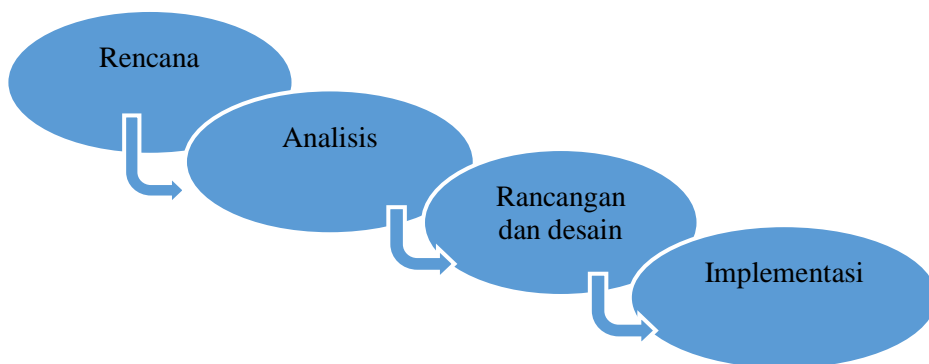 Rencana
Analisis
Rancangan
dan desain
Implementasi